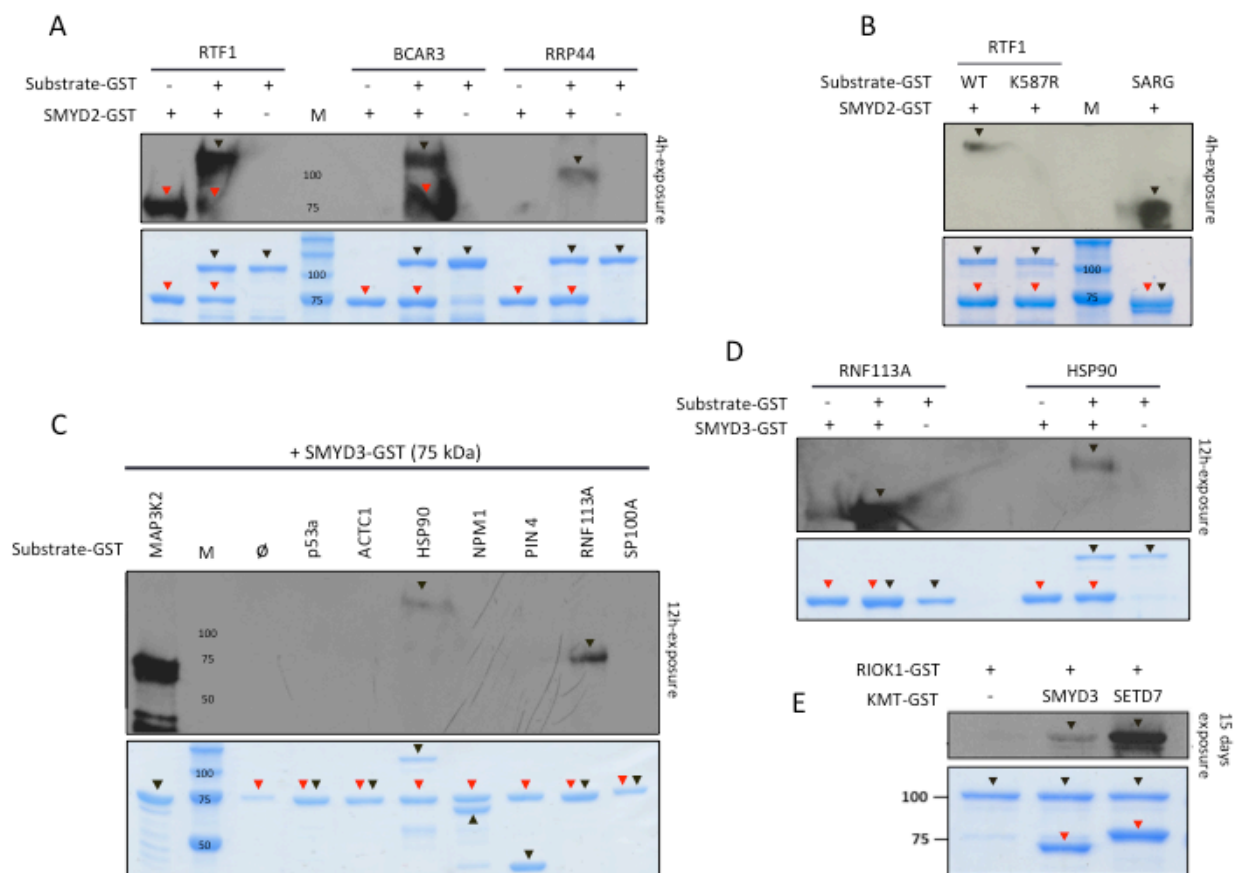 A
RTF1 BCAR3 RRP44
Substrate-GST - + + - + + - + +
SMYD2-GST + + - M + + - + + -
100
75
4h-exposure
100
75
B
RTF1
Substrate-GST WT K587R SARG
SMYD2-GST + + M +
4h-exposure
100
75
C
+ SMYD3-GST (75 kDa)
Substrate-GST MAP3K2 M Ø p53a ACTC1 HSP90 NPM1 PIN 4 RNF113A SP100A
100
75
50
12h-exposure
100
75
50
D
RNF113A HSP90
Substrate-GST - + + - + +
SMYD3-GST + + - + + -
12h-exposure
E
RIOK1-GST + + +
KMT-GST - SMYD3 SETD7
15 days
exposure
100
75